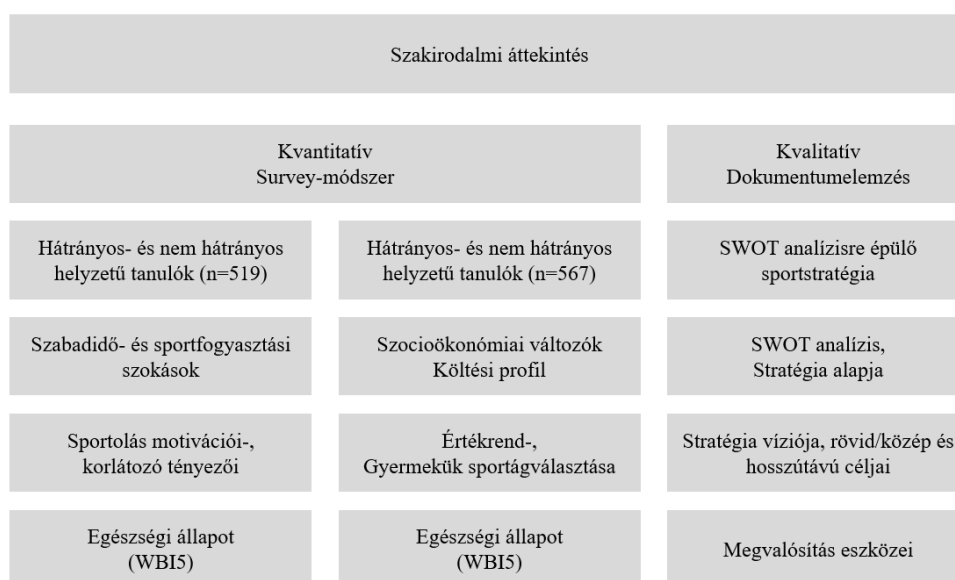 Szakirodalmi áttekintés
Kvantitatív
Survey-módszer
Kvalitatív
Dokumentumelemzés
Hátrányos- és nem hátrányos
helyzetű tanulók (n=519)
Hátrányos- és nem hátrányos
helyzetű tanulók (n=567)
SWOT analízisre épülő
sportstratégia
Szabadidő- és sportfogyasztási
szokások
Szocioökonómiai változók
Költési profil
SWOT analízis,
Stratégia alapja
Sportolás motivációi-,
korlátozó tényezői
Értékrend-,
Gyermekük sportágválasztása
Stratégia víziója, rövid/közép és
hosszútávú céljai
Egészségi állapot
(WBI5)
Egészségi állapot
(WBI5)
Megvalósítás eszközei